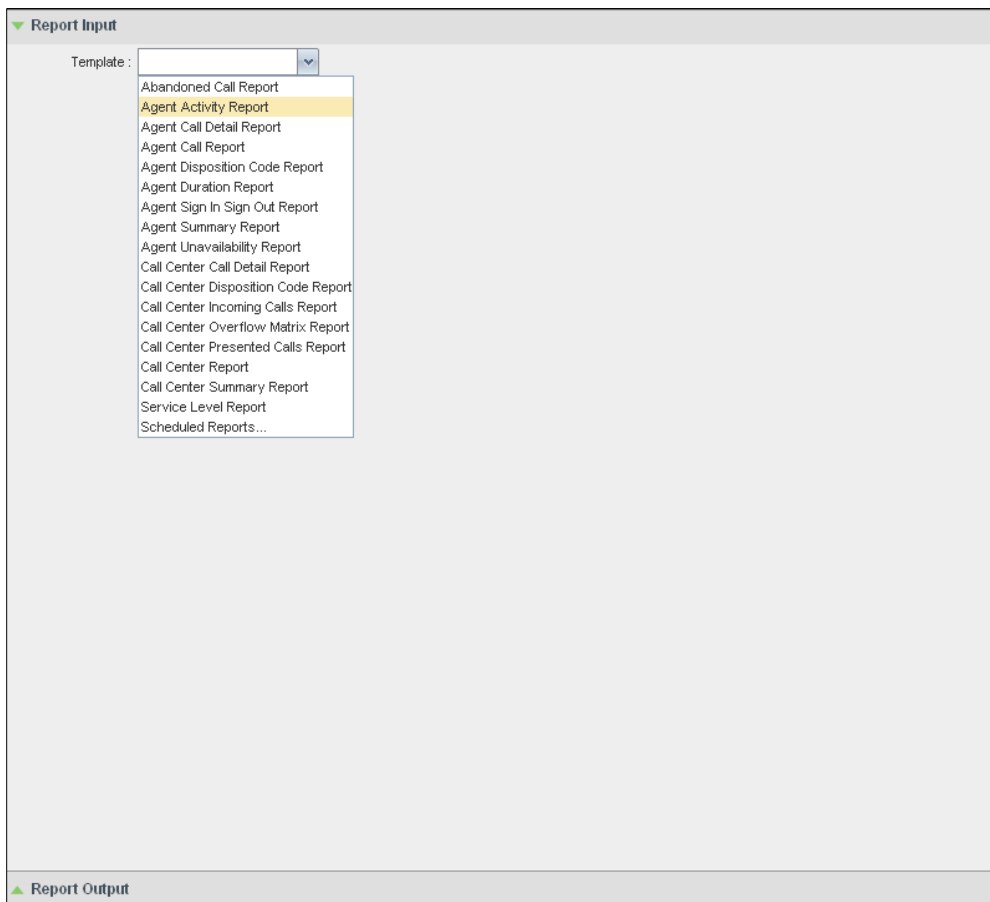 Report Input
Template :
Abandoned Call Report
Agent Activity Report
Agent Call Detail Report
Agent Call Report
Agent Disposition Code Report
Agent Duration Report
Agent Sign In Sign Out Report
Agent Summary Report
Agent Unavailability Report
Call Center Call Detail Report
Call Center Disposition Code Report
Call Center Incoming Calls Report
Call Center Overflow Matrix Report
Call Center Presented Calls Report
Call Center Report
Call Center Summary Report
Service Level Report
Scheduled Reports...
Report Output